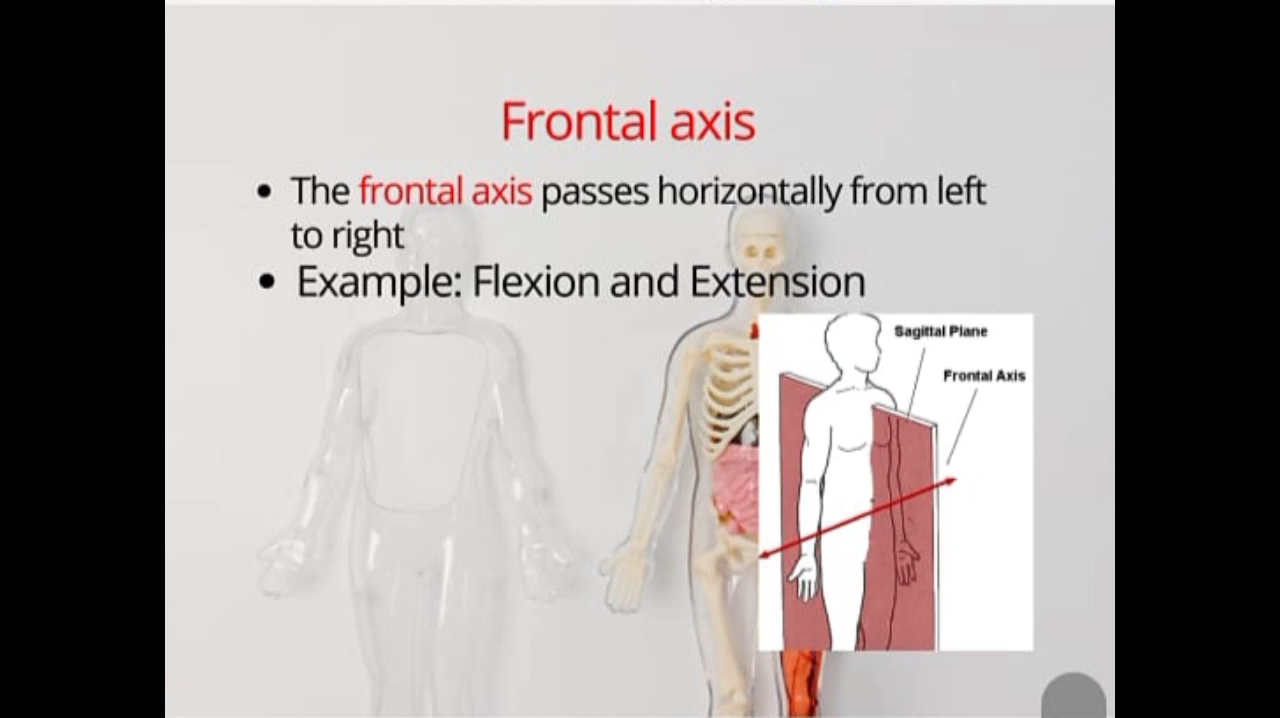 Frontal axis
• The frontal axis passes horizontally from left
to right
• Example: Flexion and Extension
Sagittal Plane
Frontal Axis